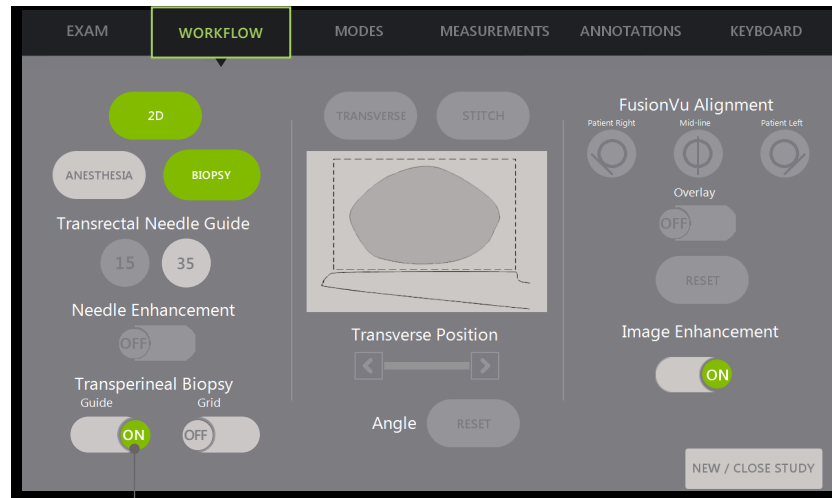 EXAM WORKFLOW MODES MEASUREMENTS ANNOTATIONS KEYBOARD
2D
ANESTHESIA BIOPSY
Transrectal Needle Guide
15 35
Needle Enhancement
OFF
Transperineal Biopsy
Guide Grid
ON OFF
TRANSVERSE STITCH
Transverse Position
< >
Angle RESET
FusionVu Alignment
Patient Right Mid-line Patient Left
Overlay
OFF
RESET
Image Enhancement
ON
NEW / CLOSE STUDY